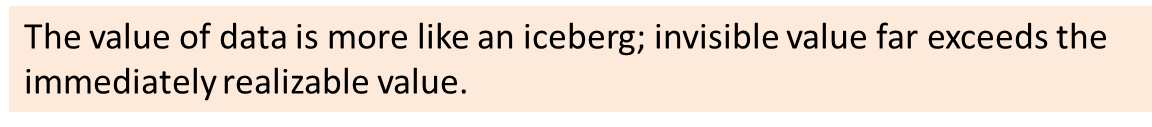 The value of data is more like an iceberg; invisible value far exceeds the
immediately realizable value.